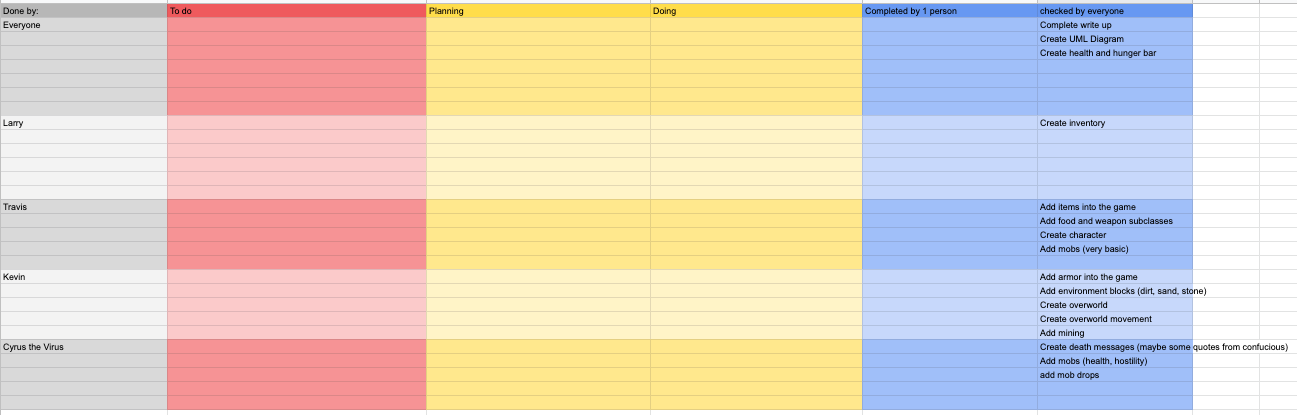 Done by: To do Planning Doing Completed by 1 person checked by everyone
Everyone Complete write up
Create UML Diagram
Create health and hunger bar
Larry Create inventory
Travis Add items into the game
Add food and weapon subclasses
Create character
Add mobs (very basic)
Kevin Add armor into the game
Add environment blocks (dirt, sand, stone)
Create overworld
Create overworld movement
Add mining
Cyrus the Virus Create death messages (maybe some quotes from confucious)
Add mobs (health, hostility)
add mob drops